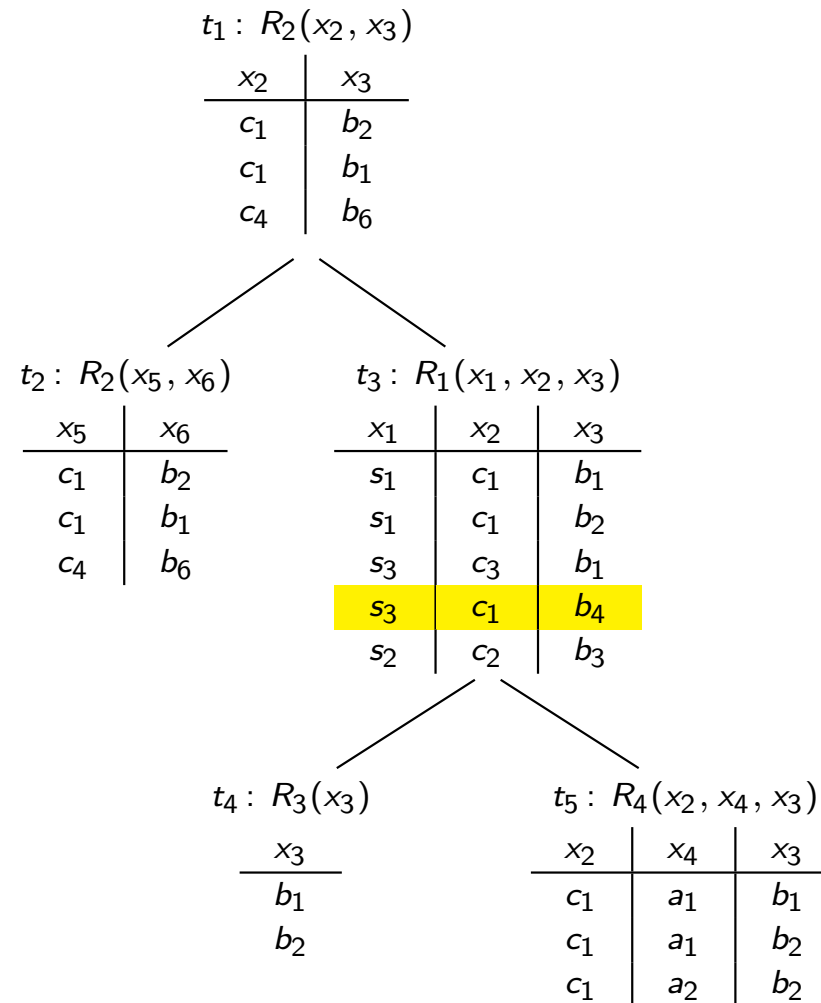 t₁ : R₂(x₂, x₃)
x₂ x₃
c₁ b₂
c₁ b₁
c₄ b₆
t₂ : R₂(x₅, x₆)
x₅ x₆
c₁ b₂
c₁ b₁
c₄ b₆
t₃ : R₁(x₁, x₂, x₃)
x₁ x₂ x₃
s₁ c₁ b₁
s₁ c₁ b₂
s₃ c₃ b₁
s₃ c₁ b₄
s₂ c₂ b₃
t₄ : R₃(x₃)
x₃
b₁
b₂
t₅ : R₄(x₂, x₄, x₃)
x₂ x₄ x₃
c₁ a₁ b₁
c₁ a₁ b₂
c₁ a₂ b₂